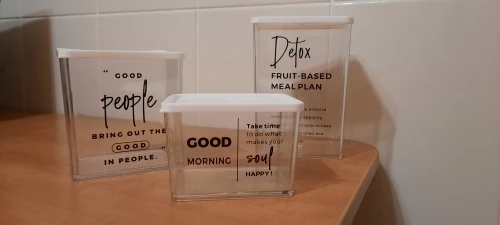 “ GOOD
people
BRING OUT THE
GOOD ”
IN PEOPLE.
GOOD
MORNING
Take time
to do what
makes your
soul
HAPPY!
Detox
FRUIT-BASED
MEAL PLAN